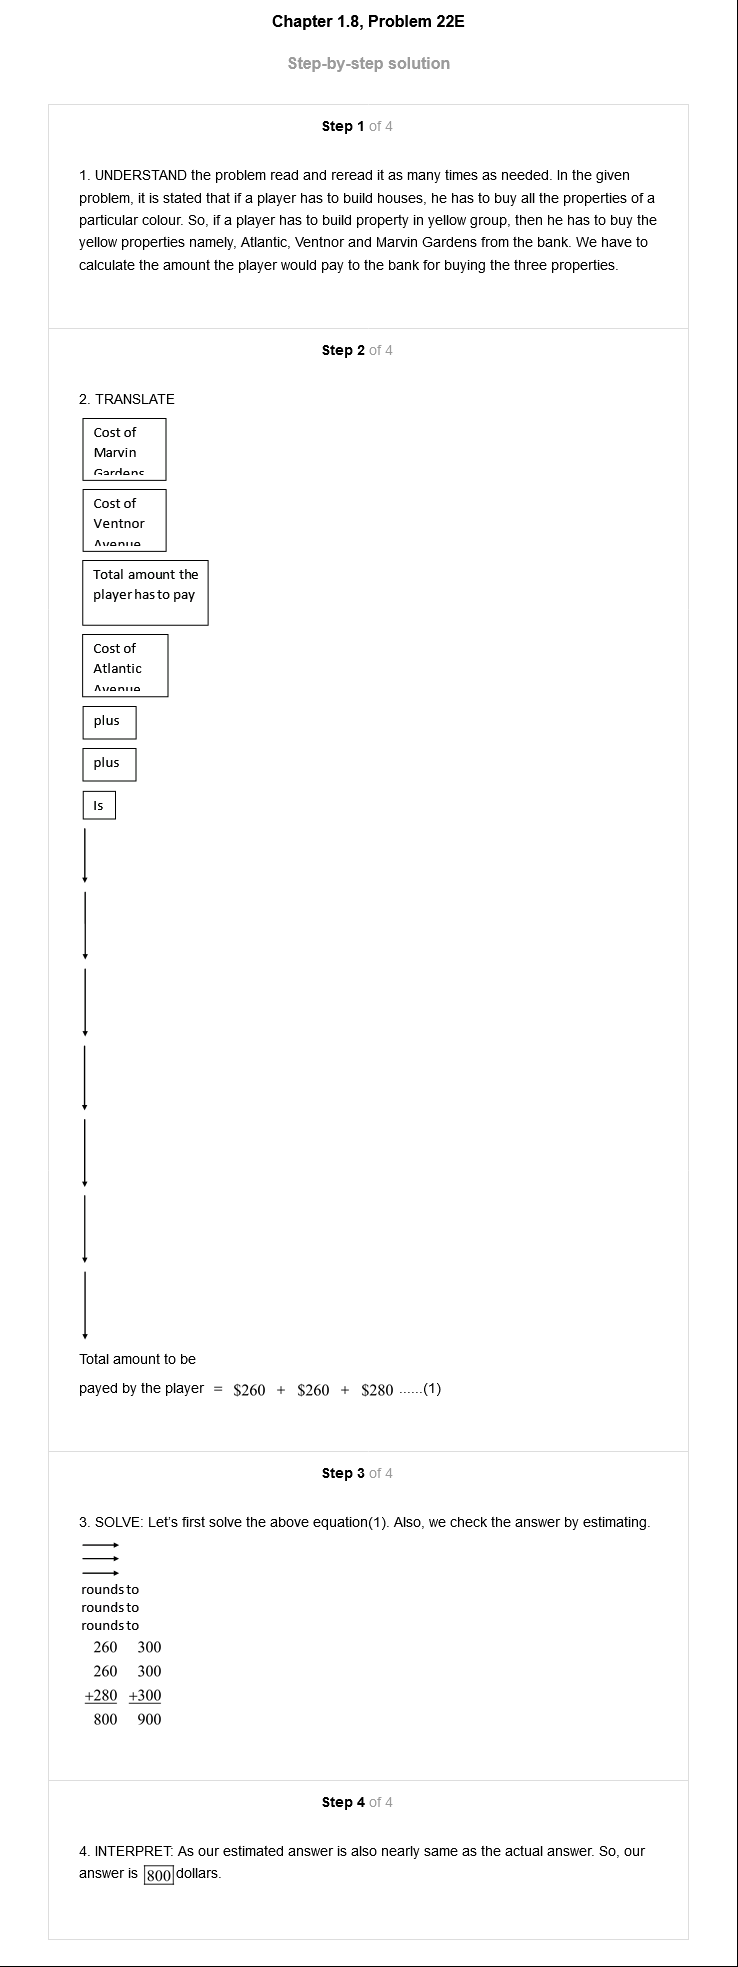 Chapter 1.8, Problem 22E
Step-by-step solution
Step 1 of 4
1. UNDERSTAND the problem read and reread it as many times as needed. In the given
problem, it is stated that if a player has to build houses, he has to buy all the properties of a
particular colour. So, if a player has to build property in yellow group, then he has to buy the
yellow properties namely, Atlantic, Ventnor and Marvin Gardens from the bank. We have to
calculate the amount the player would pay to the bank for buying the three properties.
Step 2 of 4
2. TRANSLATE
Cost of
Marvin
Gardens
Cost of
Ventnor
Avenue
Total amount the
player has to pay
Cost of
Atlantic
Avenue
plus
plus
Is
Total amount to be
payed by the player = $260 + $260 + $280 ......(1)
Step 3 of 4
3. SOLVE: Let's first solve the above equation(1). Also, we check the answer by estimating.
rounds to
rounds to
rounds to
260 300
260 300
+280 +300
800 900
Step 4 of 4
4. INTERPRET: As our estimated answer is also nearly same as the actual answer. So, our
answer is 800 dollars.